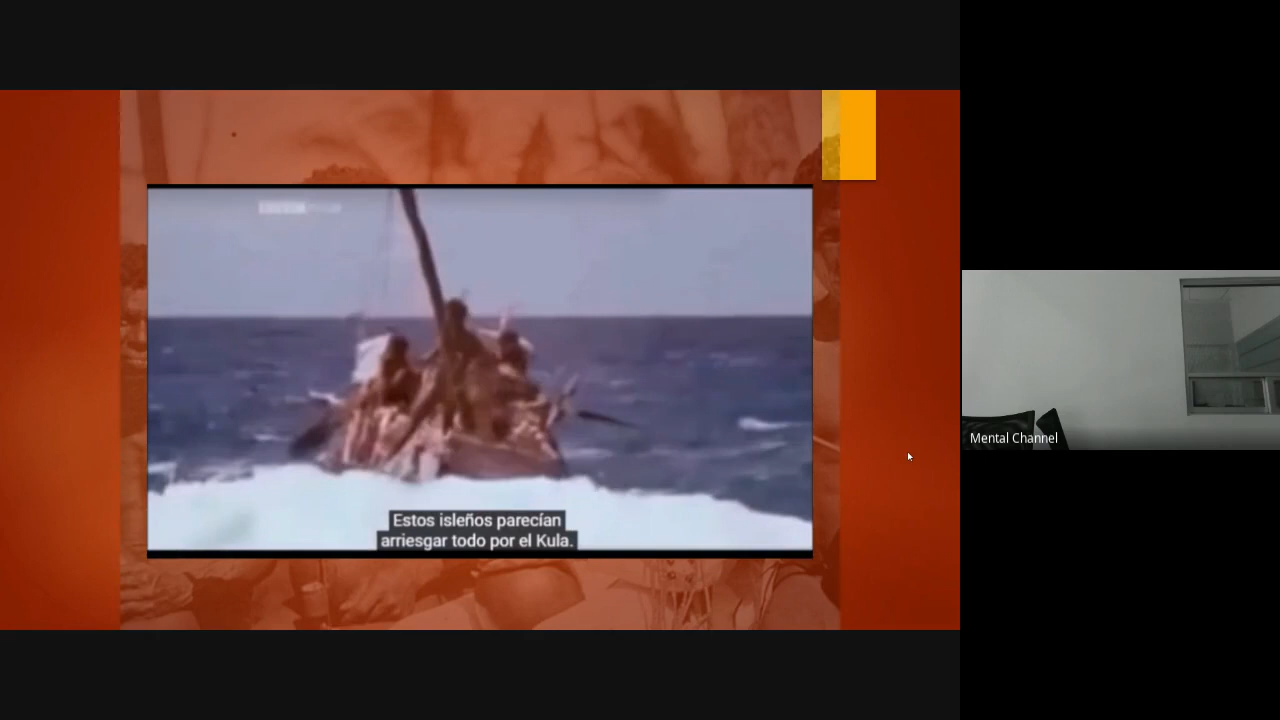 Estos isleños parecían
arriesgar todo por el Kula.
Mental Channel